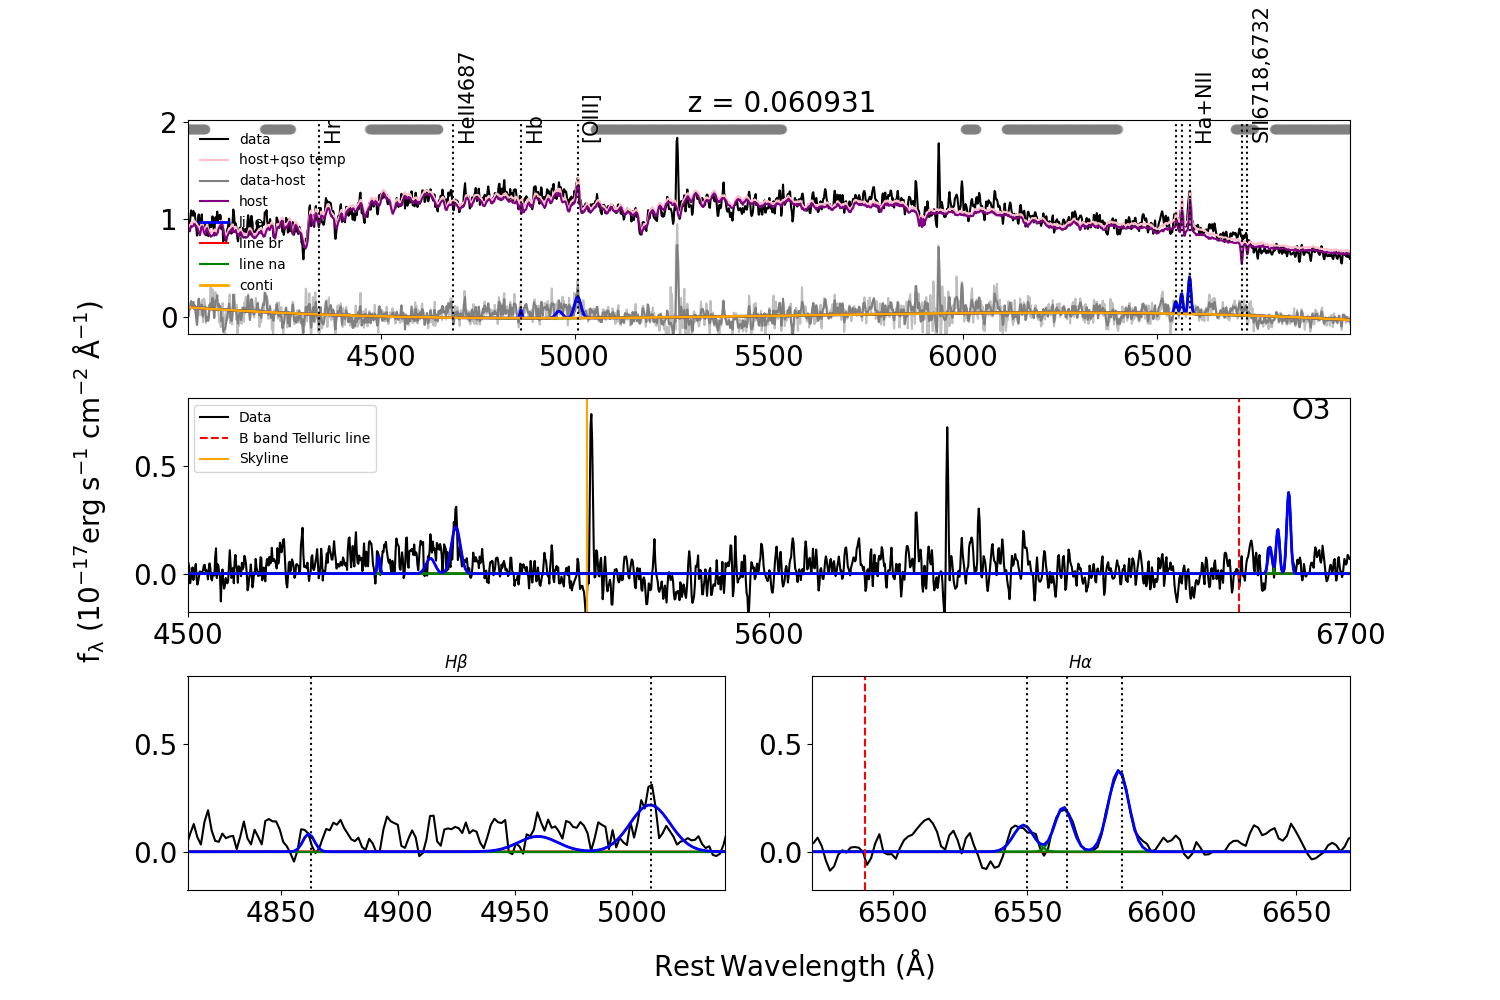 z = 0.060931
Hr
HeII4687
Hb
[OIII]
Ha+NII
SII6718,6732
data
host+qso temp
data-host
host
line br
line na
conti
2
1
0
4500 5000 5500 6000 6500
fλ (10⁻¹⁷erg s⁻¹ cm⁻² Å⁻¹)
O3
Data
B band Telluric line
Skyline
0.5
0.0
4500 5600 6700
Hβ
0.5
0.0
4850 4900 4950 5000
Hα
0.5
0.0
6500 6550 6600 6650
Rest Wavelength (Å)